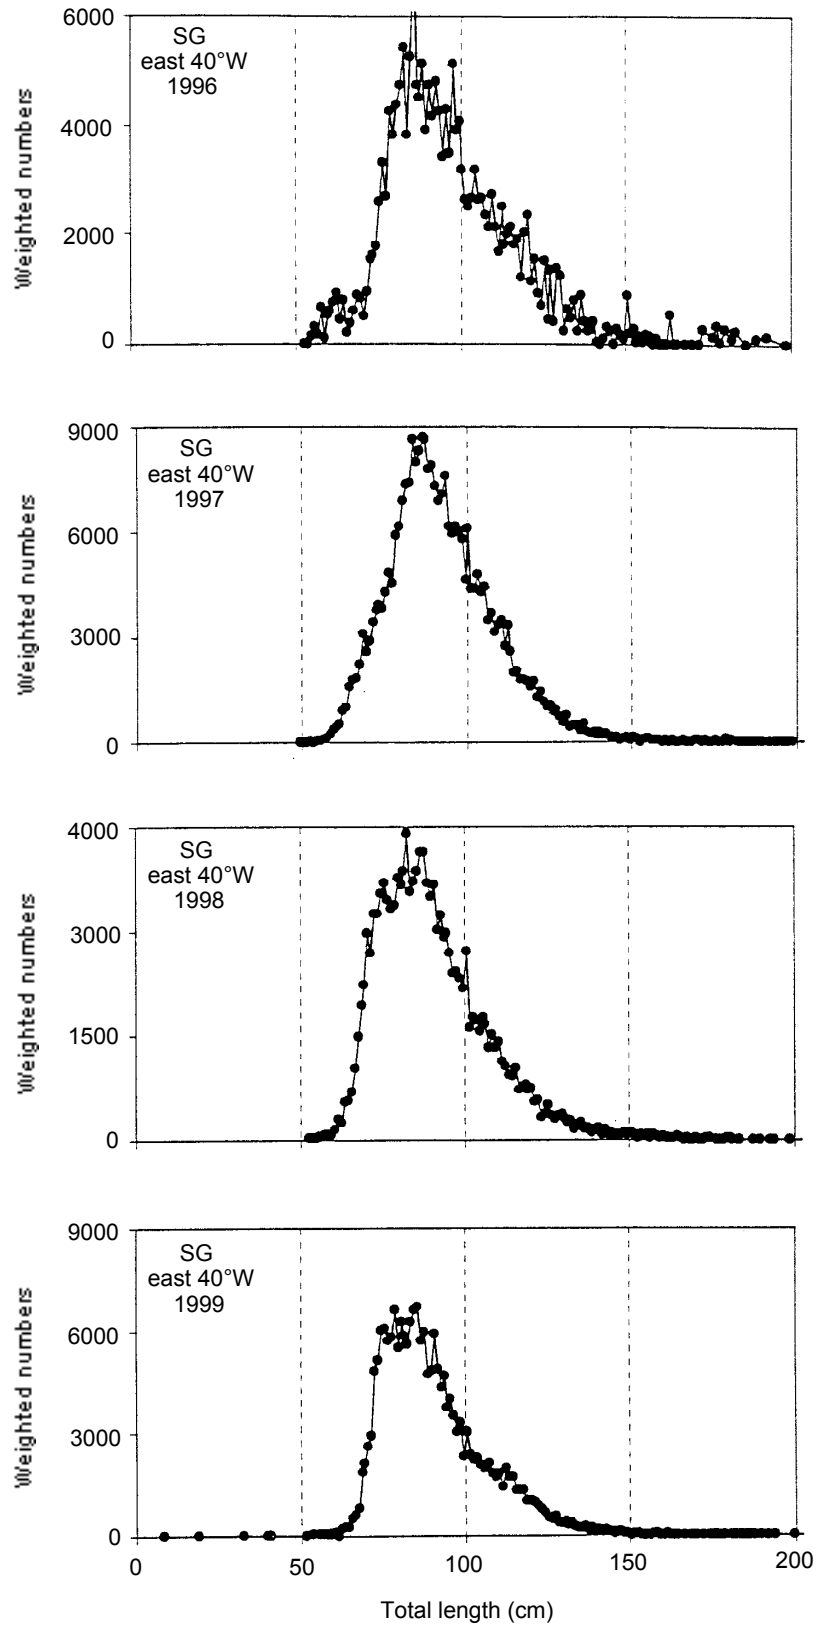 6000
SG
east 40°W
1996
4000
2000
0
Weighted numbers
9000
SG
east 40°W
1997
6000
3000
0
Weighted numbers
4000
SG
east 40°W
1998
3000
1500
0
Weighted numbers
9000
SG
east 40°W
1999
6000
3000
0
Weighted numbers
0 50 100 150 200
Total length (cm)